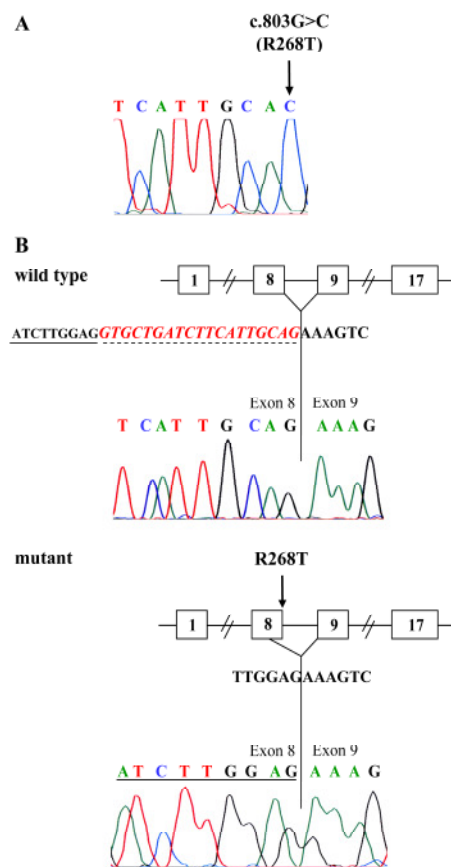 A
c.803G>C
(R268T)
T C A T T G C A C
B
wild type
1 // 8 9 // 17
ATCTTGGAGGTGCTGATCTTCATTGCAGAAAGTC
Exon 8 Exon 9
T C A T T G C A G A A A G
mutant
R268T
1 // 8 9 // 17
TTGGAGAAAGTC
Exon 8 Exon 9
A T C T T G G A G A A A G